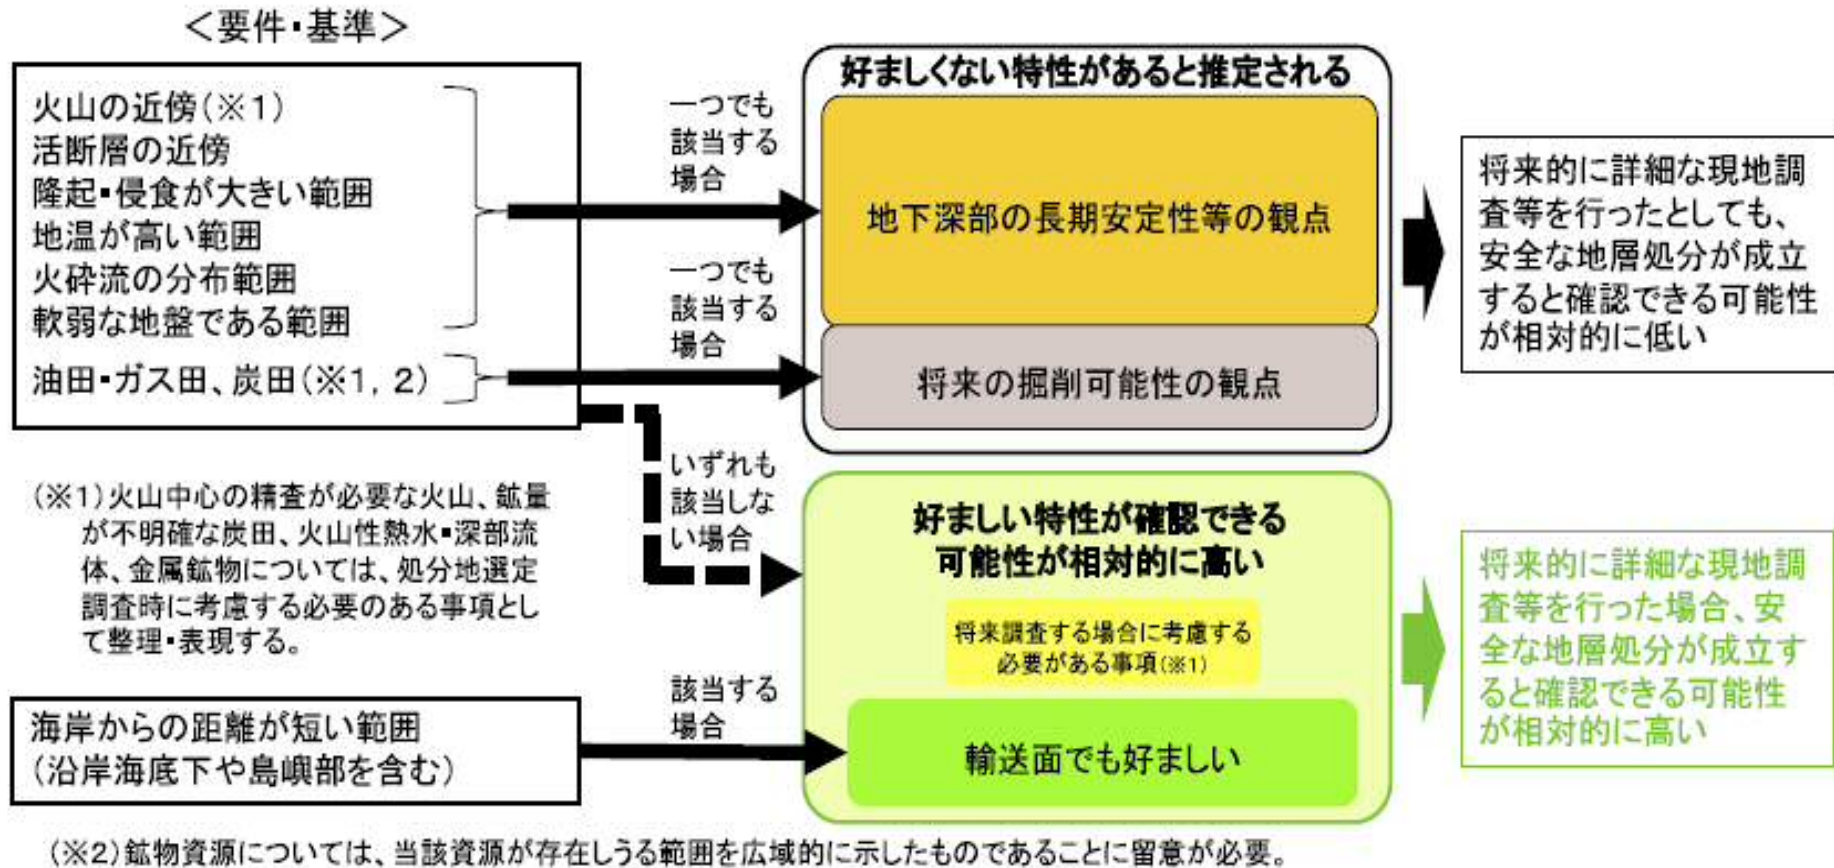 ＜要件・基準＞
火山の近傍（※1）
活断層の近傍
隆起・侵食が大きい範囲
地温が高い範囲
火砕流の分布範囲
軟弱な地盤である範囲
油田・ガス田、炭田（※1，2）
一つでも
該当する
場合
一つでも
該当する
場合
いずれも
該当しな
い場合
好ましくない特性があると推定される
地下深部の長期安定性等の観点
将来の掘削可能性の観点
将来的に詳細な現地調
査等を行ったとしても、
安全な地層処分が成立
すると確認できる可能性
が相対的に低い
（※1）火山中心の精査が必要な火山、鉱量
が不明確な炭田、火山性熱水・深部流
体、金属鉱物については、処分地選定
調査時に考慮する必要のある事項とし
て整理・表現する。
海岸からの距離が短い範囲
（沿岸海底下や島嶼部を含む）
該当する
場合
好ましい特性が確認できる
可能性が相対的に高い
将来調査する場合に考慮する
必要がある事項（※1）
輸送面でも好ましい
将来的に詳細な現地調
査等を行った場合、安
全な地層処分が成立す
ると確認できる可能性
が相対的に高い
（※2）鉱物資源については、当該資源が存在しうる範囲を広域的に示したものであることに留意が必要。